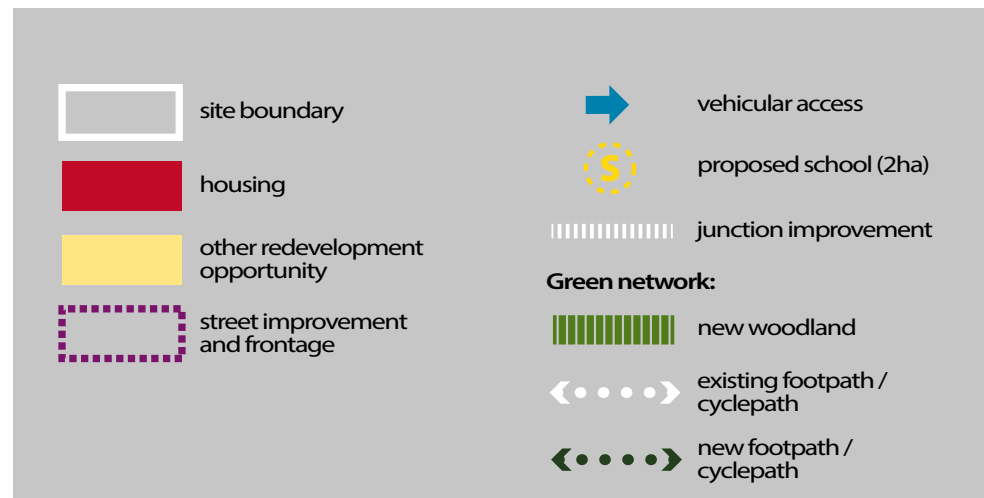 site boundary
housing
other redevelopment
opportunity
street improvement
and frontage
vehicular access
S
proposed school (2ha)
junction improvement
Green network:
new woodland
existing footpath /
cyclepath
new footpath /
cyclepath